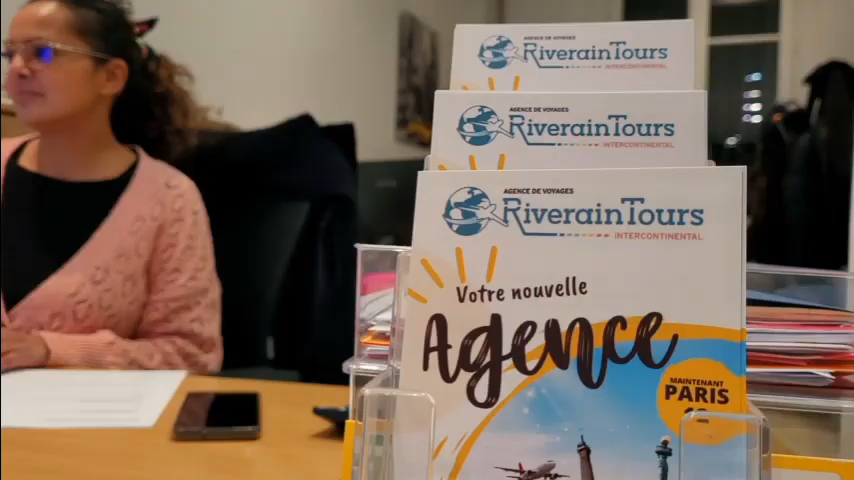 AGENCE DE VOYAGES
RiverainTours
INTERCONTINENTAL
AGENCE DE VOYAGES
RiverainTours
INTERCONTINENTAL
AGENCE DE VOYAGES
RiverainTours
INTERCONTINENTAL
Votre nouvelle
Agence
MAINTENANT
PARIS